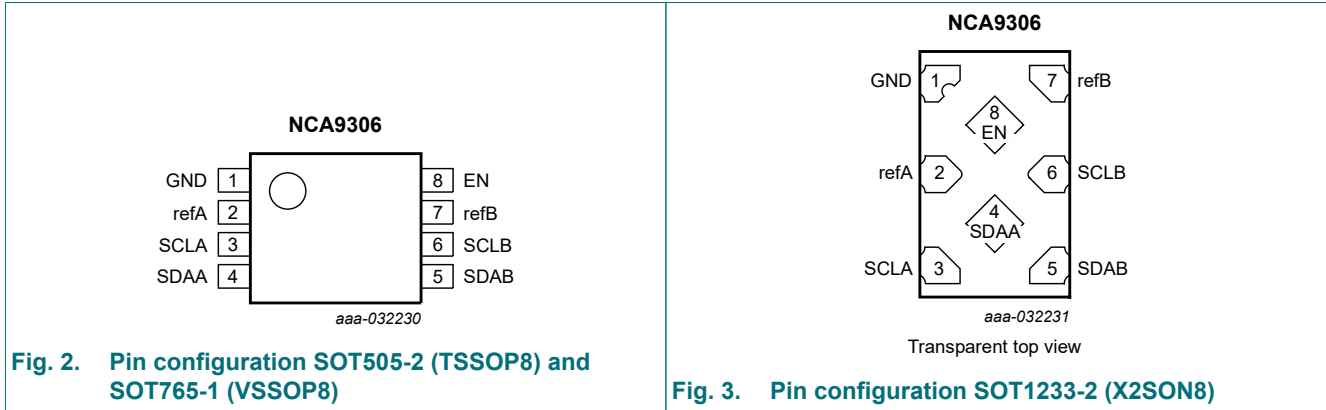 NCA9306
GND 1 8 EN
refA 2 7 refB
SCLA 3 6 SCLB
SDAA 4 5 SDAB
aaa-032230
Fig. 2. Pin configuration SOT505-2 (TSSOP8) and
SOT765-1 (VSSOP8)
NCA9306
GND 1 7 refB
8
EN
refA 2 6 SCLB
4
SDAA
SCLA 3 5 SDAB
aaa-032231
Transparent top view
Fig. 3. Pin configuration SOT1233-2 (X2SON8)